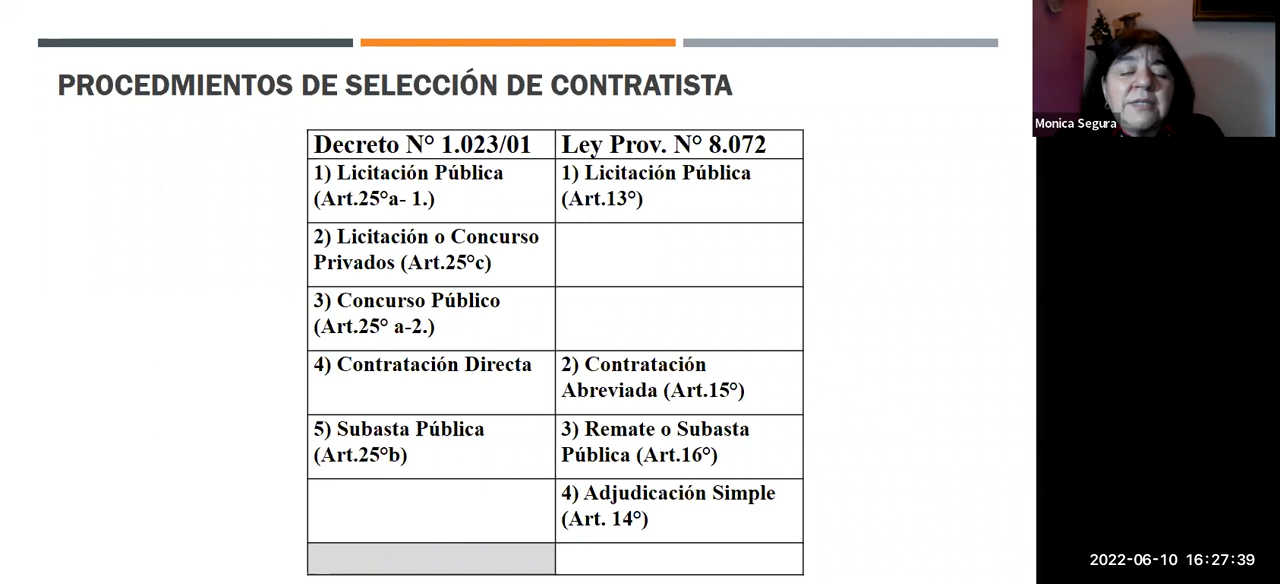 PROCEDMIENTOS DE SELECCIÓN DE CONTRATISTA
Decreto N° 1.023/01
Ley Prov. N° 8.072
1) Licitación Pública
(Art.25°a- 1.)
1) Licitación Pública
(Art.13°)
2) Licitación o Concurso
Privados (Art.25°c)
3) Concurso Público
(Art.25° a-2.)
4) Contratación Directa
2) Contratación
Abreviada (Art.15°)
5) Subasta Pública
(Art.25°b)
3) Remate o Subasta
Pública (Art.16°)
4) Adjudicación Simple
(Art. 14°)
Monica Segura
2022-06-10 16:27:39